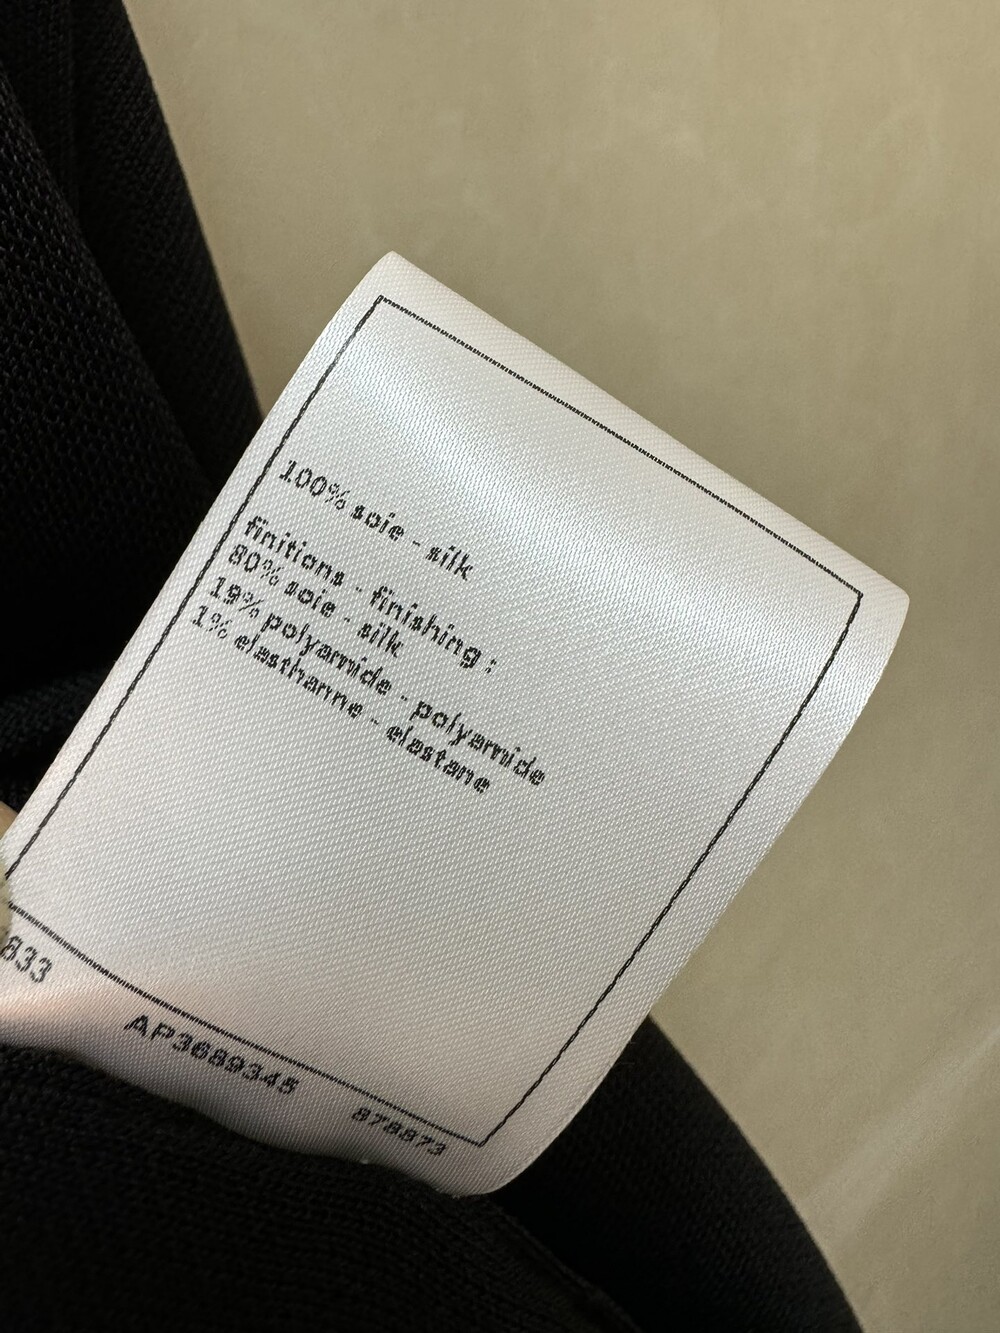 100% soie - silk
finitions - finishing :
80% soie - silk
19% polyamide - polyamide
1% elasthanne - elastane
833
AP3689345
878873